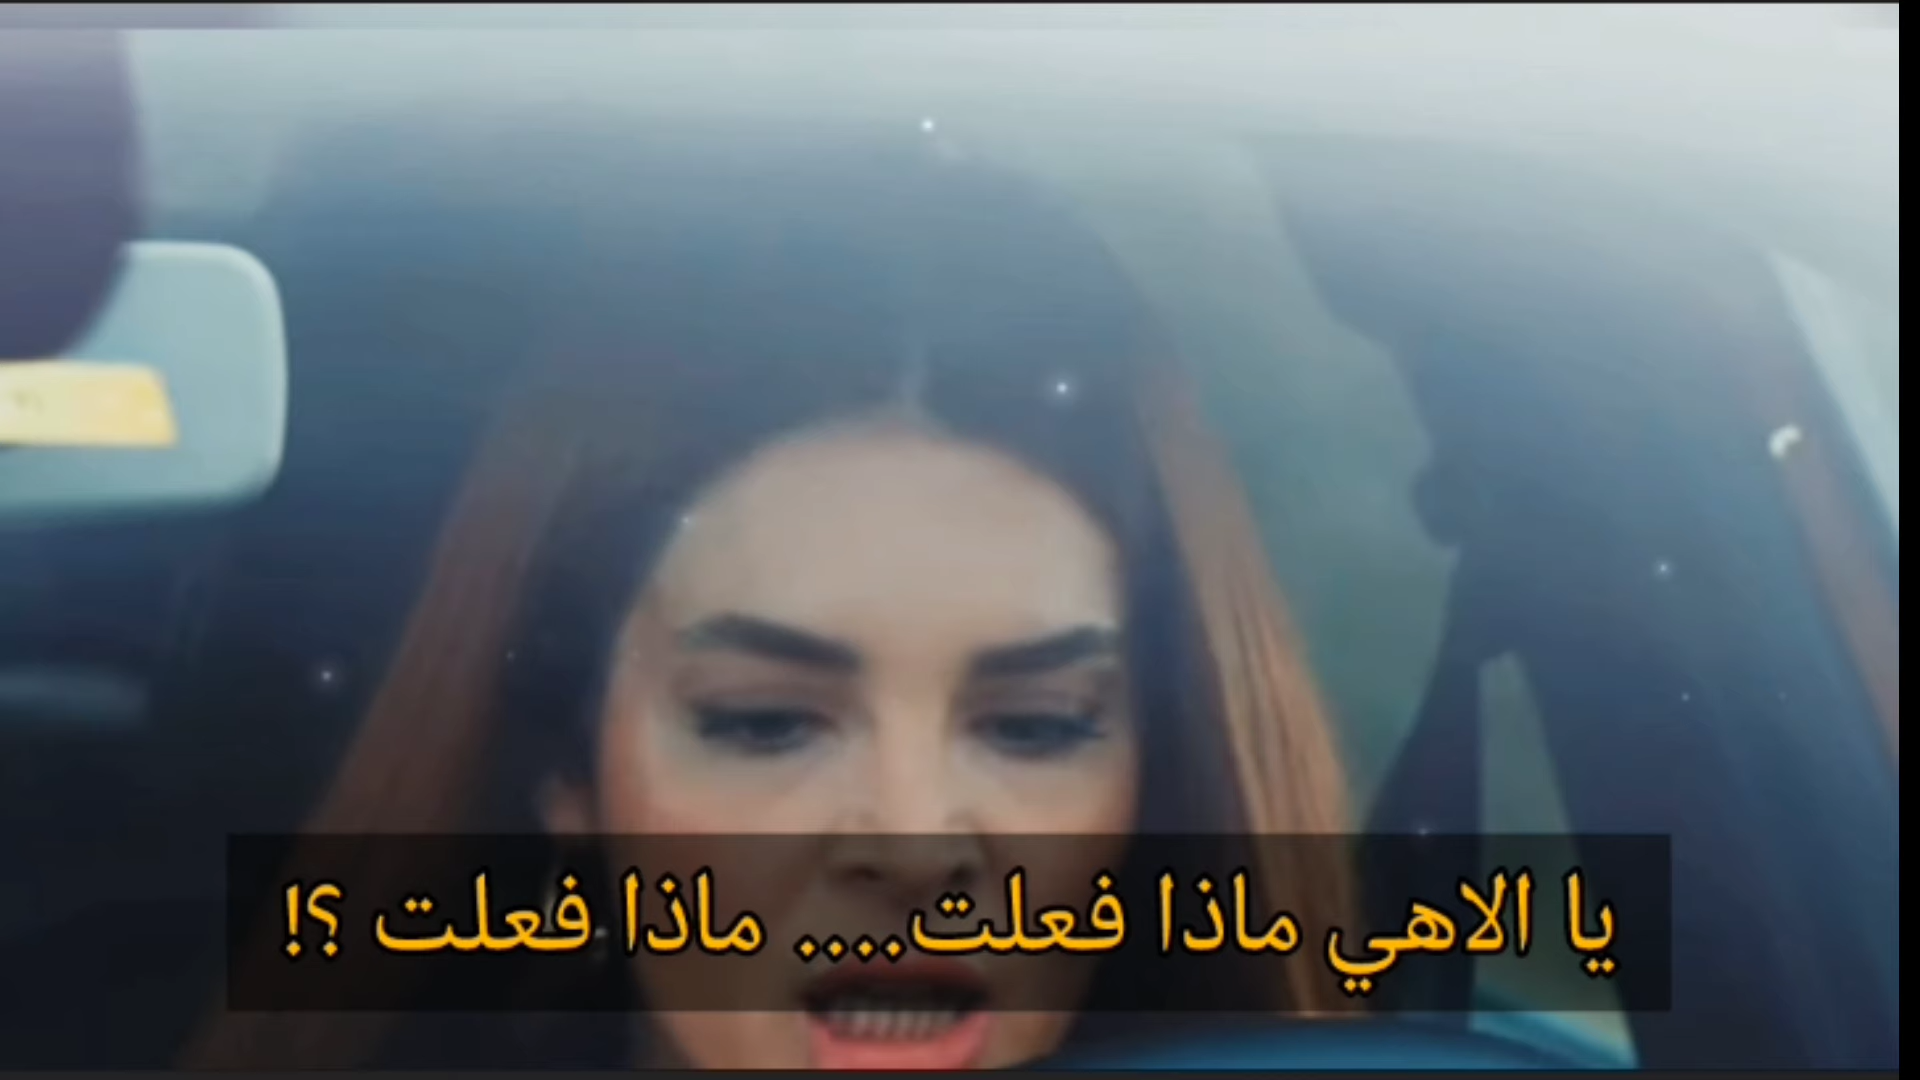 يا الاهي ماذا فعلت.... ماذا فعلت ؟!